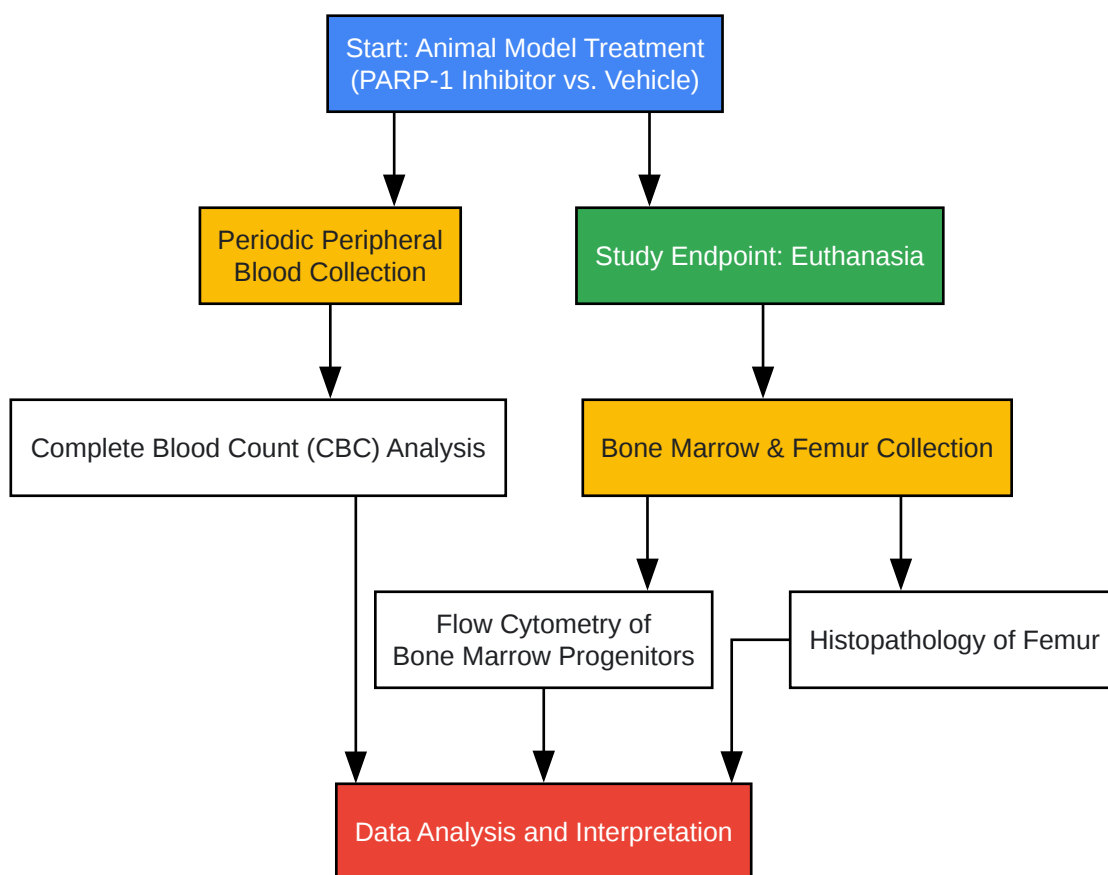 Start: Animal Model Treatment
(PARP-1 Inhibitor vs. Vehicle)
Periodic Peripheral
Blood Collection
Study Endpoint: Euthanasia
Complete Blood Count (CBC) Analysis
Bone Marrow & Femur Collection
Flow Cytometry of
Bone Marrow Progenitors
Histopathology of Femur
Data Analysis and Interpretation